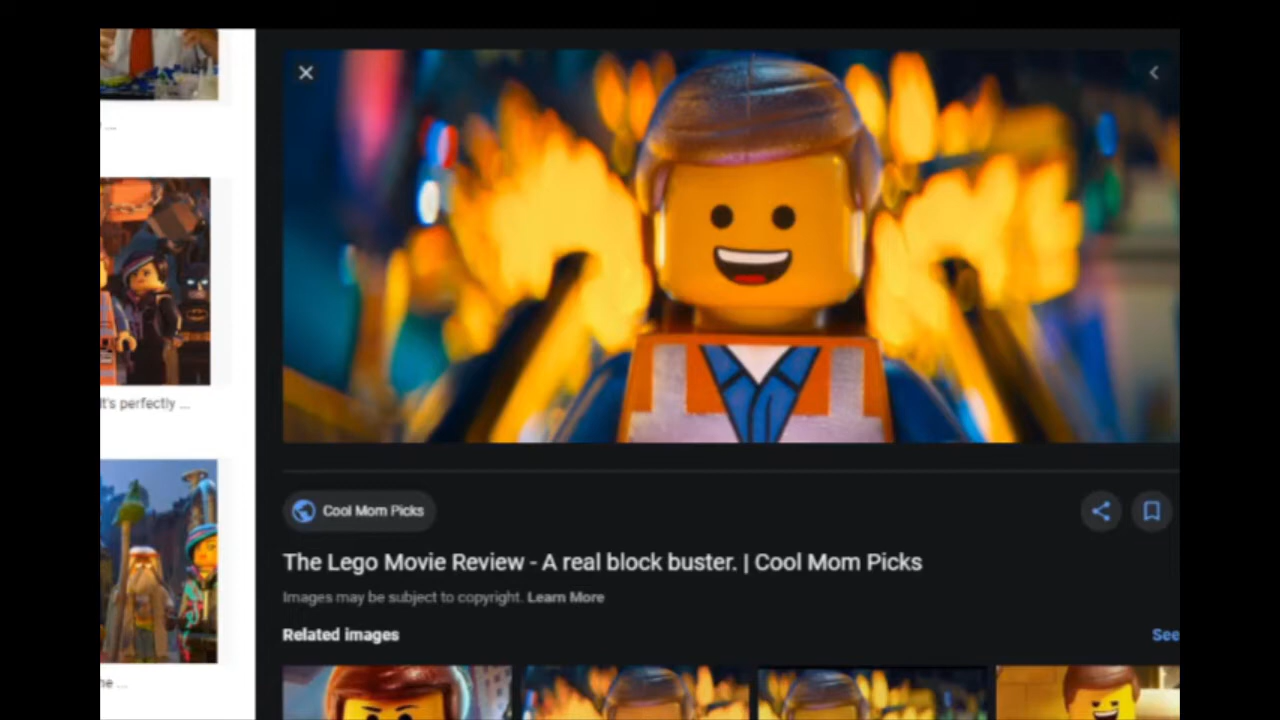 It's perfectly ...
Cool Mom Picks
The Lego Movie Review - A real block buster. | Cool Mom Picks
Images may be subject to copyright. Learn More
Related images
See